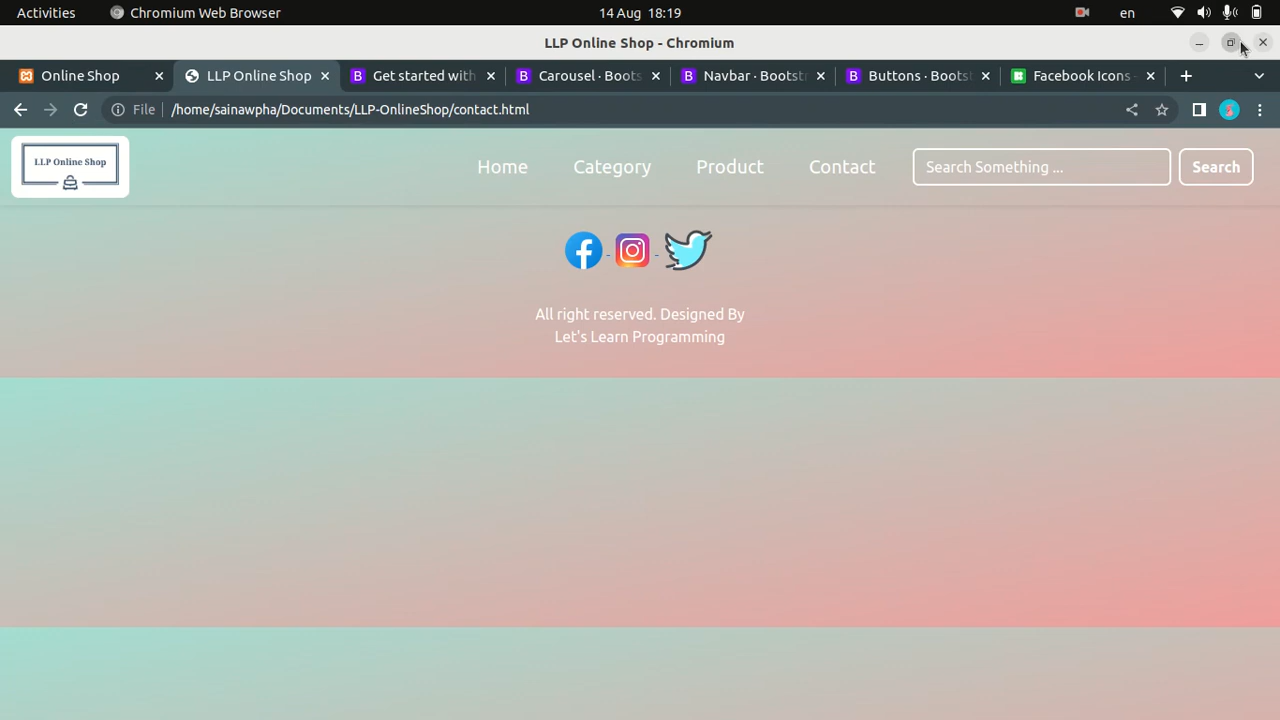 Activities Chromium Web Browser 14 Aug 18:19 en
LLP Online Shop - Chromium
Online Shop LLP Online Shop Get started with Carousel · Boots Navbar · Bootstr Buttons · Bootst Facebook Icons -
File /home/sainawpha/Documents/LLP-OnlineShop/contact.html
LLP Online Shop Home Category Product Contact Search Something ... Search
All right reserved. Designed By
Let's Learn Programming